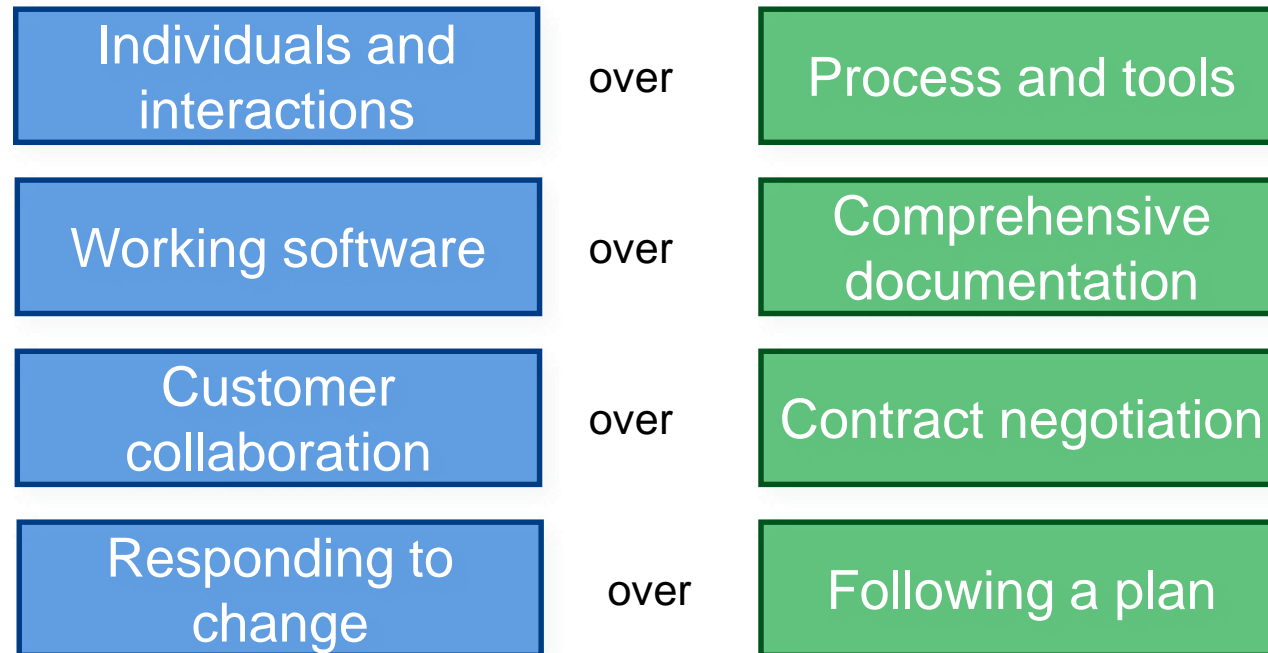 Individuals and
interactions
over
Process and tools
Working software
over
Comprehensive
documentation
Customer
collaboration
over
Contract negotiation
Responding to
change
over
Following a plan